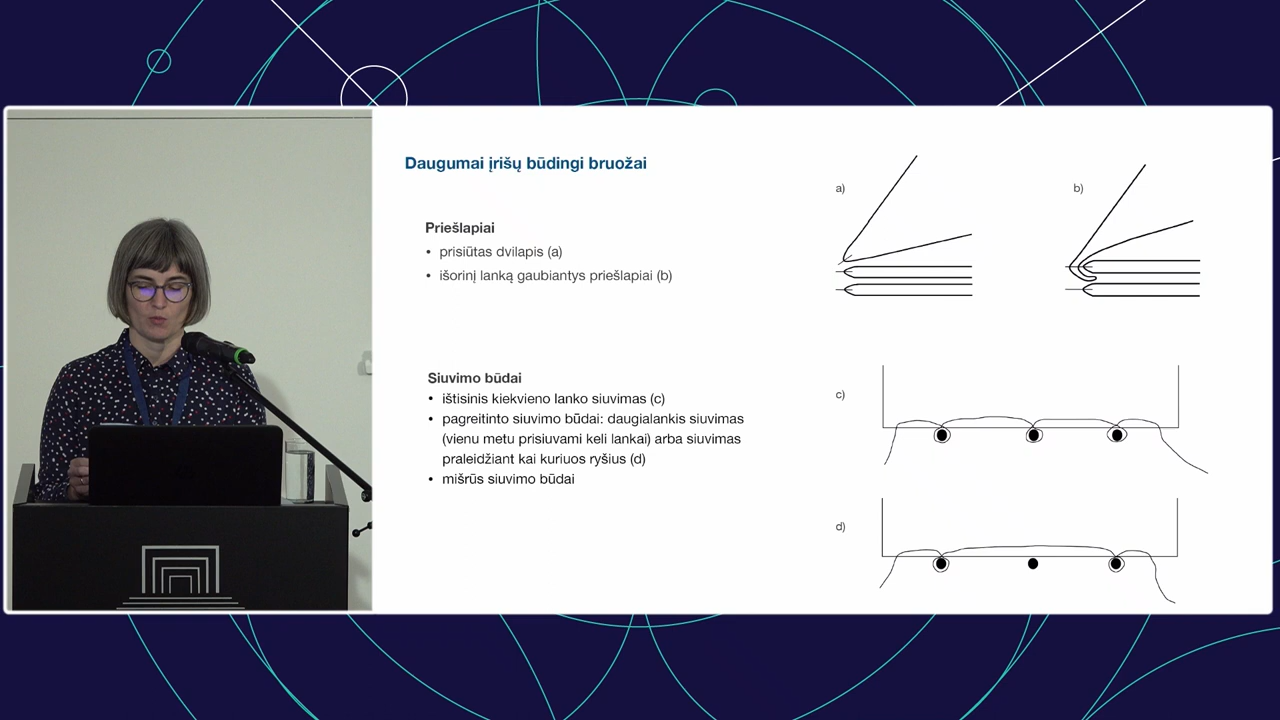 Daugumai įrišų būdingi bruožai
Priešlapiai
• prisiūtas dvilapis (a)
• išorinį lanką gaubiantys priešlapiai (b)
a)
b)
Siuvimo būdai
• ištisinis kiekvieno lanko siuvimas (c)
• pagreitinto siuvimo būdai: daugialankis siuvimas
(vienu metu prisiuvami keli lankai) arba siuvimas
praleidžiant kai kuriuos ryšius (d)
• mišrūs siuvimo būdai
c)
d)